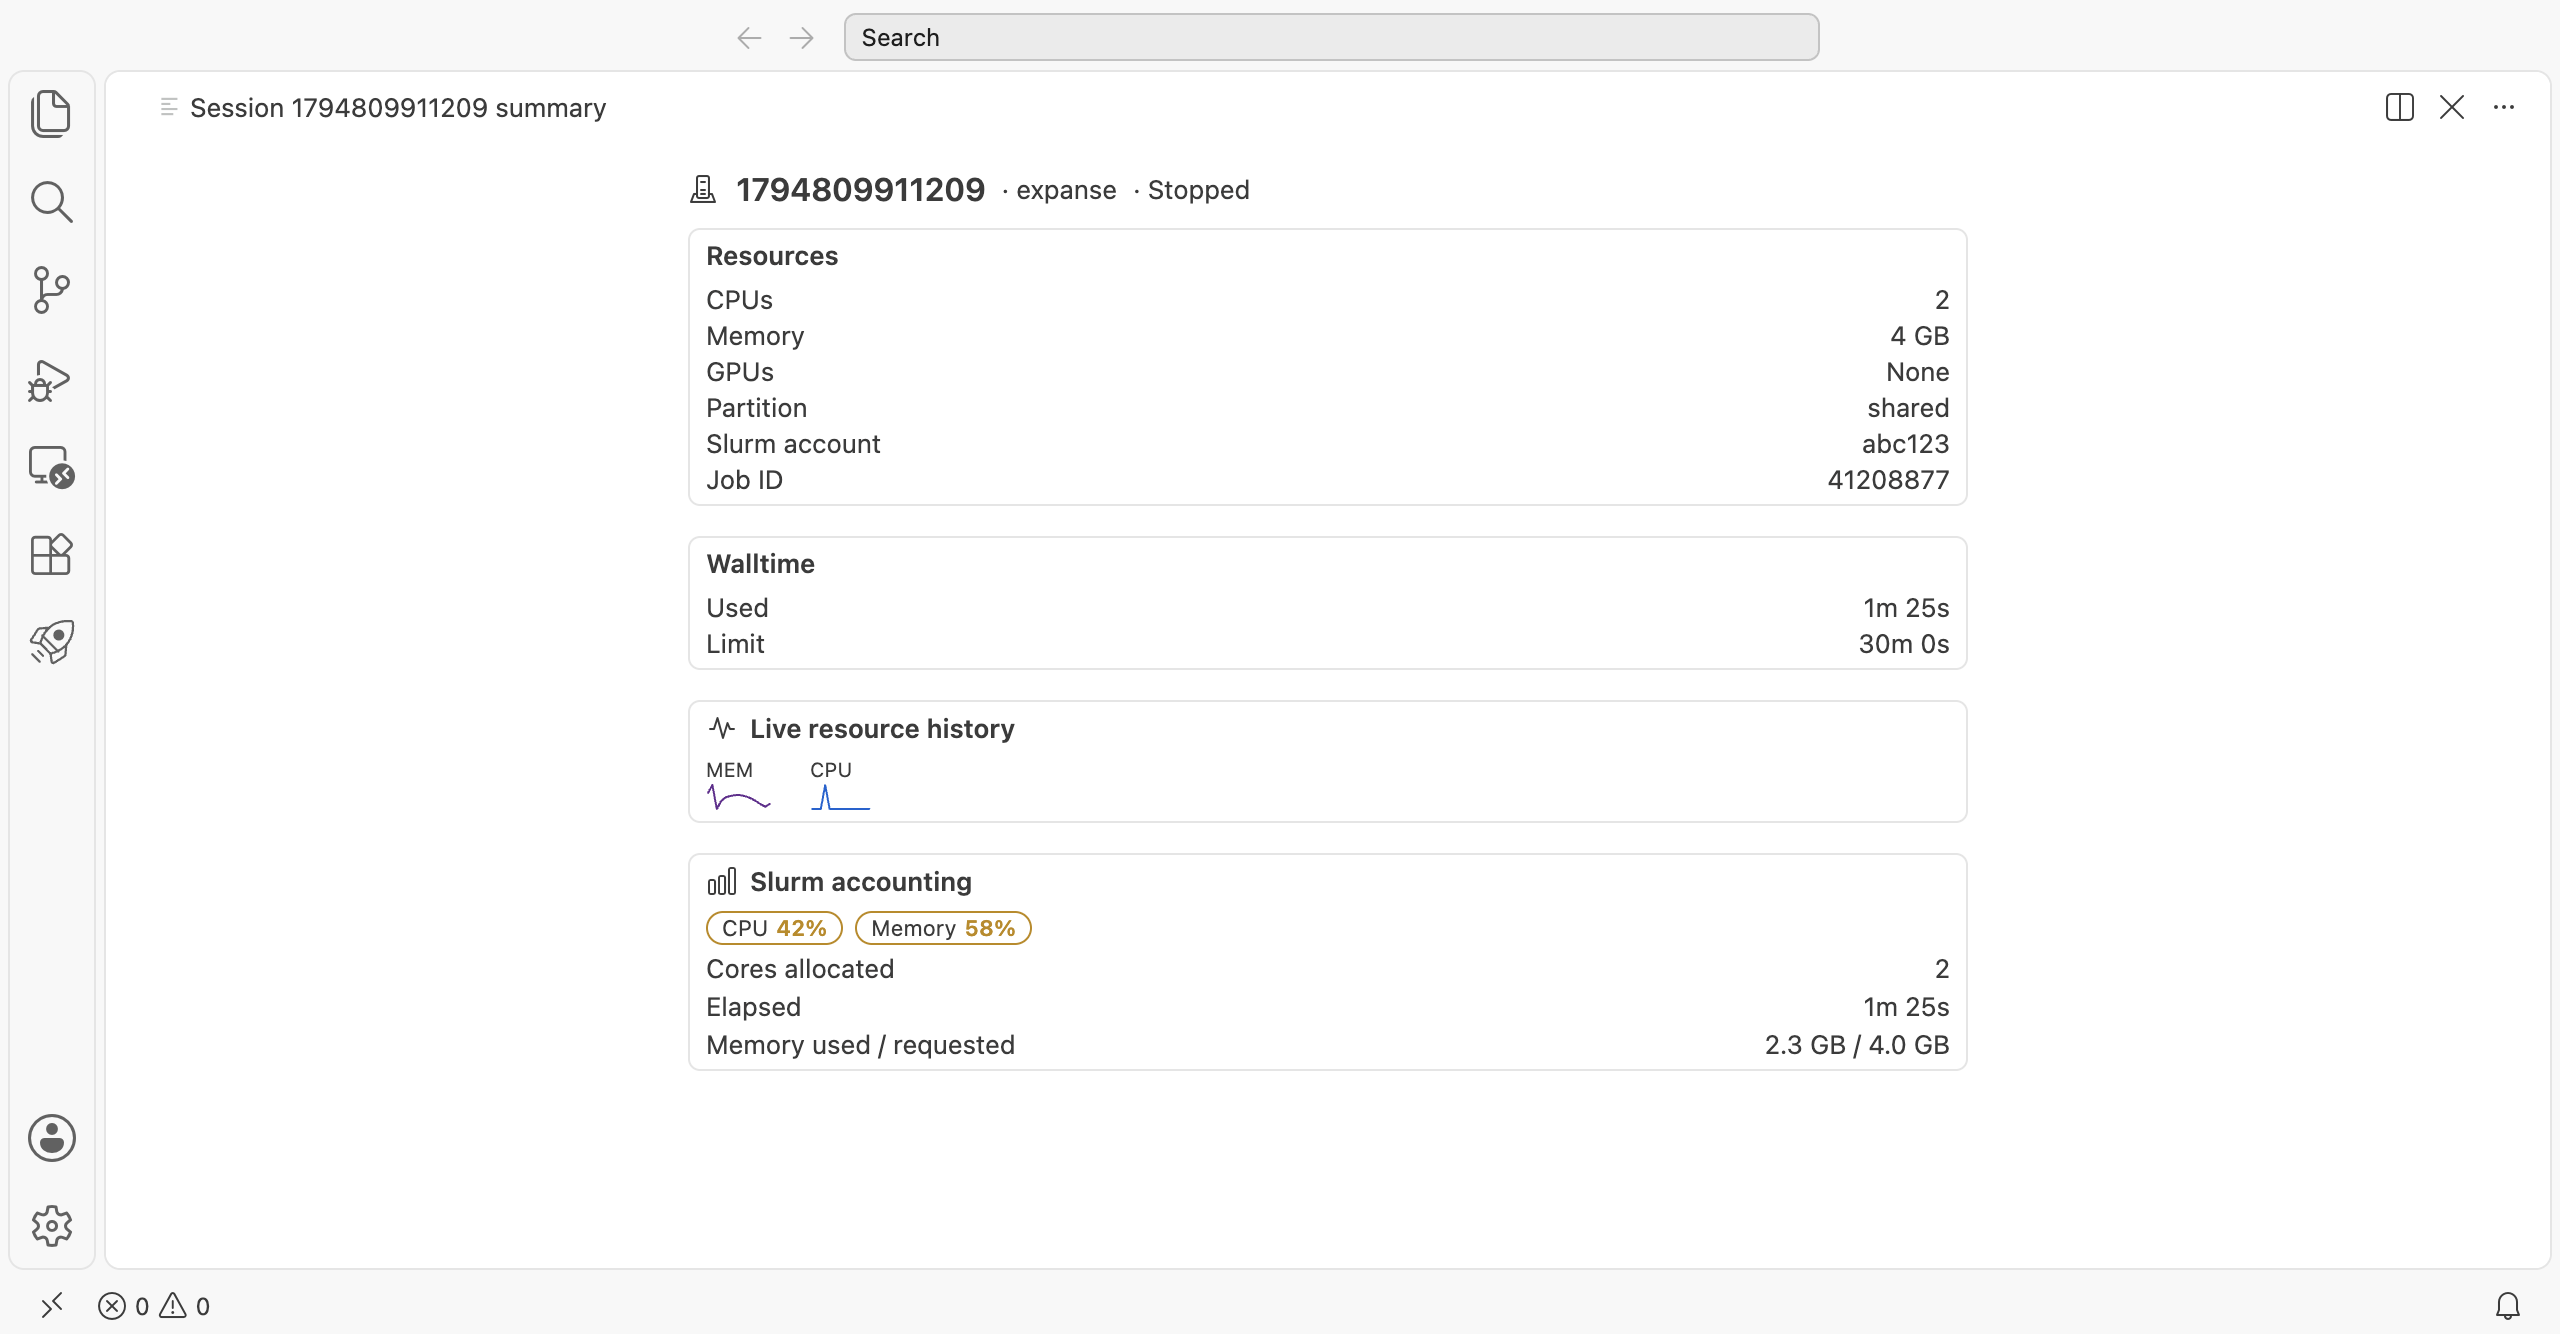 Search
Session 1794809911209 summary
1794809911209 · expanse · Stopped
Resources
CPUs 2
Memory 4 GB
GPUs None
Partition shared
Slurm account abc123
Job ID 41208877
Walltime
Used 1m 25s
Limit 30m 0s
Live resource history
MEM CPU
Slurm accounting
CPU 42% Memory 58%
Cores allocated 2
Elapsed 1m 25s
Memory used / requested 2.3 GB / 4.0 GB
0 0